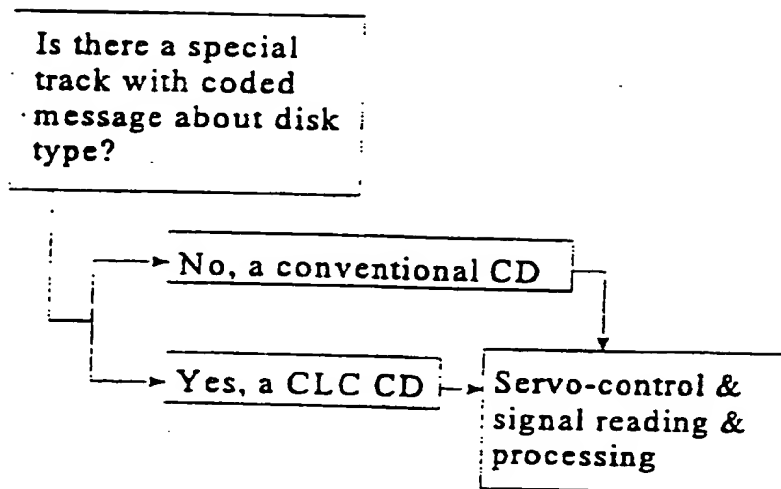 Is there a special
track with coded
message about disk
type?
No, a conventional CD
Yes, a CLC CD
Servo-control &
signal reading &
processing